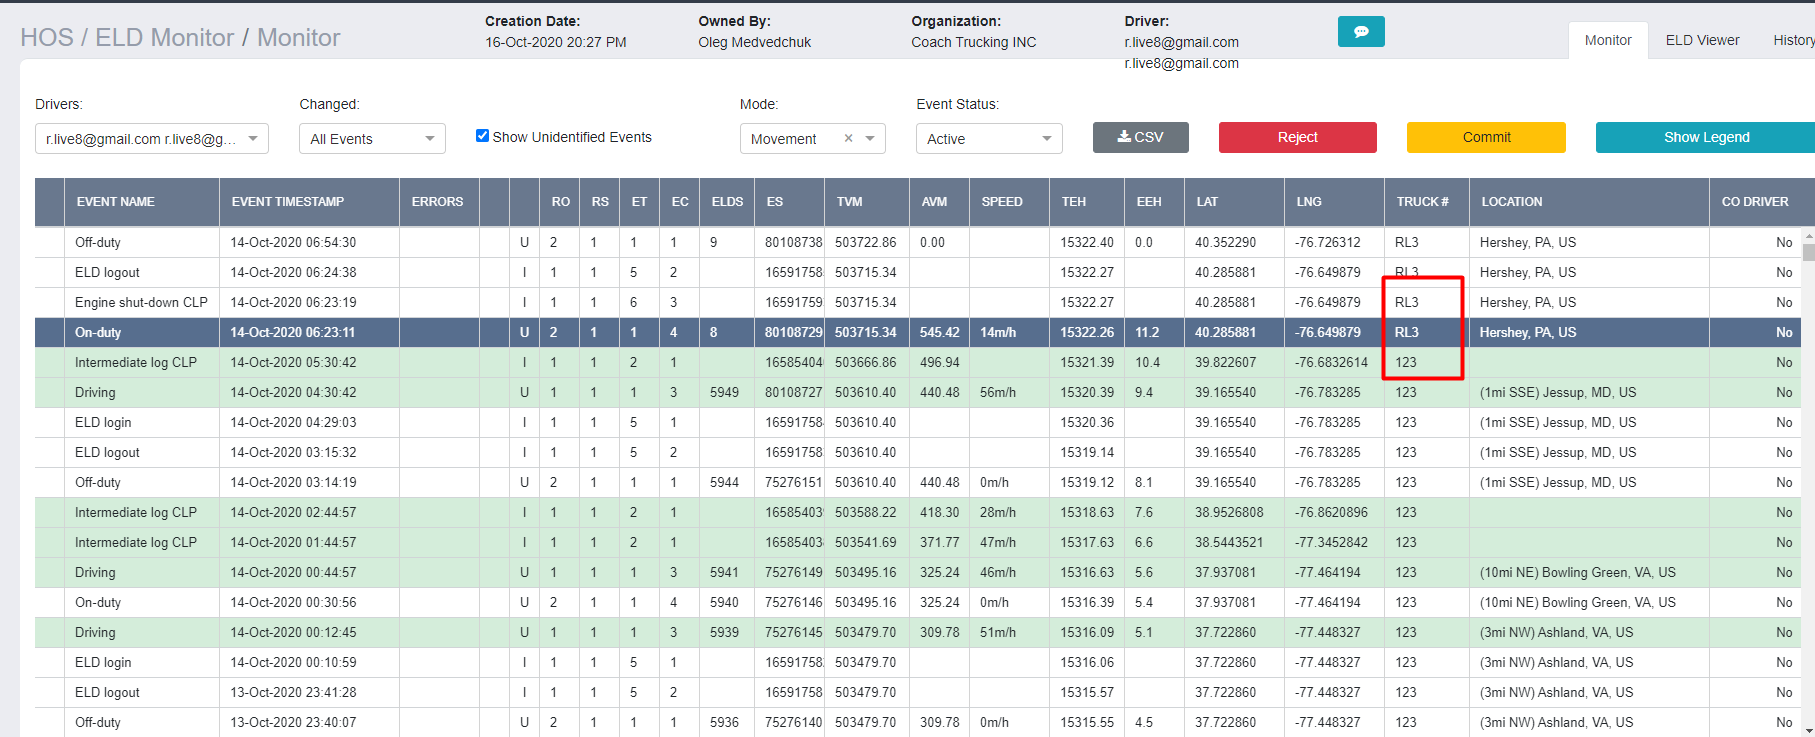 HOS / ELD Monitor / Monitor
Creation Date:
16-Oct-2020 20:27 PM
Owned By:
Oleg Medvedchuk
Organization:
Coach Trucking INC
Driver:
r.live8@gmail.com
r.live8@gmail.com
Monitor ELD Viewer History
Drivers: Changed: Mode: Event Status:
r.live8@gmail.com r.live8@g... All Events Show Unidentified Events Movement × Active CSV Reject Commit Show Legend
EVENT NAME EVENT TIMESTAMP ERRORS RO RS ET EC ELDS ES TVM AVM SPEED TEH EEH LAT LNG TRUCK # LOCATION CO DRIVER
Off-duty 14-Oct-2020 06:54:30 U 2 1 1 1 9 80108738 503722.86 0.00 15322.40 0.0 40.352290 -76.726312 RL3 Hershey, PA, US No
ELD logout 14-Oct-2020 06:24:38 I 1 1 5 2 16591758 503715.34 15322.27 40.285881 -76.649879 RL3 Hershey, PA, US No
Engine shut-down CLP 14-Oct-2020 06:23:19 I 1 1 6 3 16591759 503715.34 15322.27 40.285881 -76.649879 RL3 Hershey, PA, US No
On-duty 14-Oct-2020 06:23:11 U 2 1 1 4 8 80108729 503715.34 545.42 14m/h 15322.26 11.2 40.285881 -76.649879 RL3 Hershey, PA, US No
Intermediate log CLP 14-Oct-2020 05:30:42 I 1 1 2 1 16585404 503666.86 496.94 15321.39 10.4 39.822607 -76.6832614 123 No
Driving 14-Oct-2020 04:30:42 U 1 1 1 3 5949 80108727 503610.40 440.48 56m/h 15320.39 9.4 39.165540 -76.783285 123 (1mi SSE) Jessup, MD, US No
ELD login 14-Oct-2020 04:29:03 I 1 1 5 1 16591758 503610.40 15320.36 39.165540 -76.783285 123 (1mi SSE) Jessup, MD, US No
ELD logout 14-Oct-2020 03:15:32 I 1 1 5 2 16591758 503610.40 15319.14 39.165540 -76.783285 123 (1mi SSE) Jessup, MD, US No
Off-duty 14-Oct-2020 03:14:19 U 2 1 1 1 5944 75276151 503610.40 440.48 0m/h 15319.12 8.1 39.165540 -76.783285 123 (1mi SSE) Jessup, MD, US No
Intermediate log CLP 14-Oct-2020 02:44:57 I 1 1 2 1 16585403 503588.22 418.30 28m/h 15318.63 7.6 38.9526808 -76.8620896 123 No
Intermediate log CLP 14-Oct-2020 01:44:57 I 1 1 2 1 16585403 503541.69 371.77 47m/h 15317.63 6.6 38.5443521 -77.3452842 123 No
Driving 14-Oct-2020 00:44:57 U 1 1 1 3 5941 75276149 503495.16 325.24 46m/h 15316.63 5.6 37.937081 -77.464194 123 (10mi NE) Bowling Green, VA, US No
On-duty 14-Oct-2020 00:30:56 U 2 1 1 4 5940 75276146 503495.16 325.24 0m/h 15316.39 5.4 37.937081 -77.464194 123 (10mi NE) Bowling Green, VA, US No
Driving 14-Oct-2020 00:12:45 U 1 1 1 3 5939 75276145 503479.70 309.78 51m/h 15316.09 5.1 37.722860 -77.448327 123 (3mi NW) Ashland, VA, US No
ELD login 14-Oct-2020 00:10:59 I 1 1 5 1 16591758 503479.70 15316.06 37.722860 -77.448327 123 (3mi NW) Ashland, VA, US No
ELD logout 13-Oct-2020 23:41:28 I 1 1 5 2 16591758 503479.70 15315.57 37.722860 -77.448327 123 (3mi NW) Ashland, VA, US No
Off-duty 13-Oct-2020 23:40:07 U 2 1 1 1 5936 75276140 503479.70 309.78 0m/h 15315.55 4.5 37.722860 -77.448327 123 (3mi NW) Ashland, VA, US No